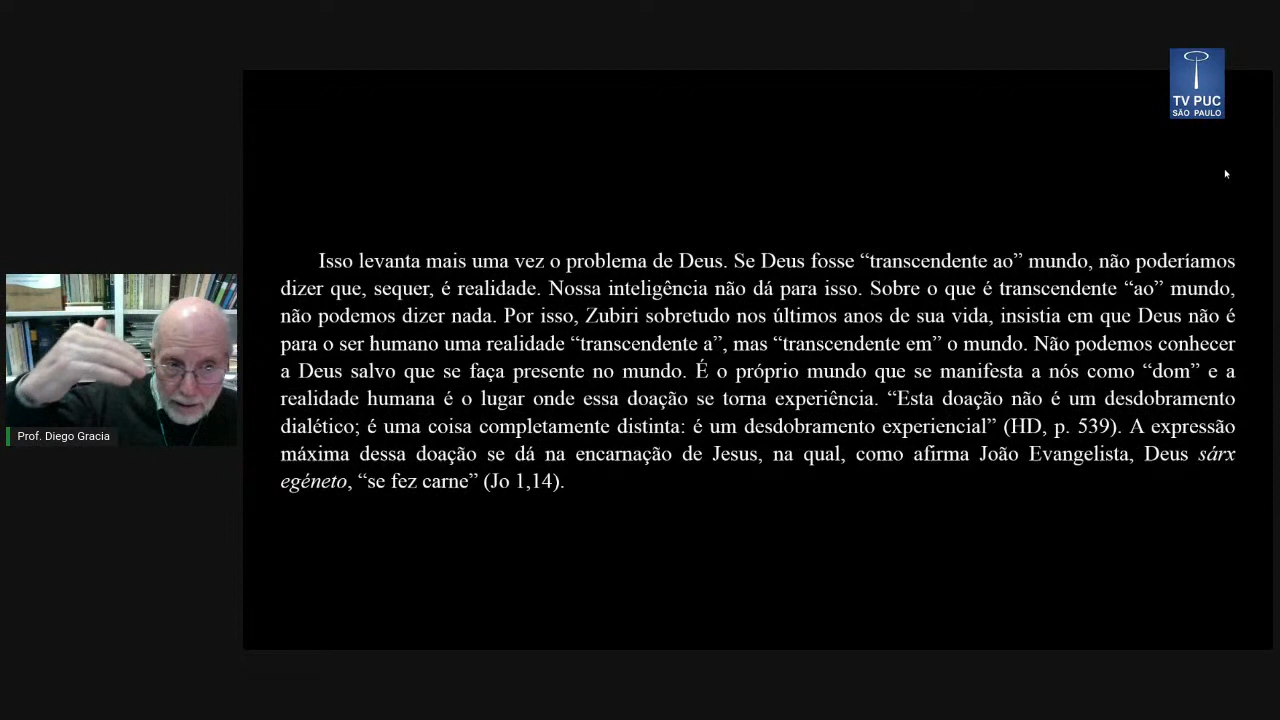 TV PUC
SÃO PAULO
Isso levanta mais uma vez o problema de Deus. Se Deus fosse “transcendente ao” mundo, não poderíamos
dizer que, sequer, é realidade. Nossa inteligência não dá para isso. Sobre o que é transcendente “ao” mundo,
não podemos dizer nada. Por isso, Zubiri sobretudo nos últimos anos de sua vida, insistia em que Deus não é
para o ser humano uma realidade “transcendente a”, mas “transcendente em” o mundo. Não podemos conhecer
a Deus salvo que se faça presente no mundo. É o próprio mundo que se manifesta a nós como “dom” e a
realidade humana é o lugar onde essa doação se torna experiência. “Esta doação não é um desdobramento
dialético; é uma coisa completamente distinta: é um desdobramento experiencial” (HD, p. 539). A expressão
máxima dessa doação se dá na encarnação de Jesus, na qual, como afirma João Evangelista, Deus sárx
egéneto, “se fez carne” (Jo 1,14).
Prof. Diego Gracia